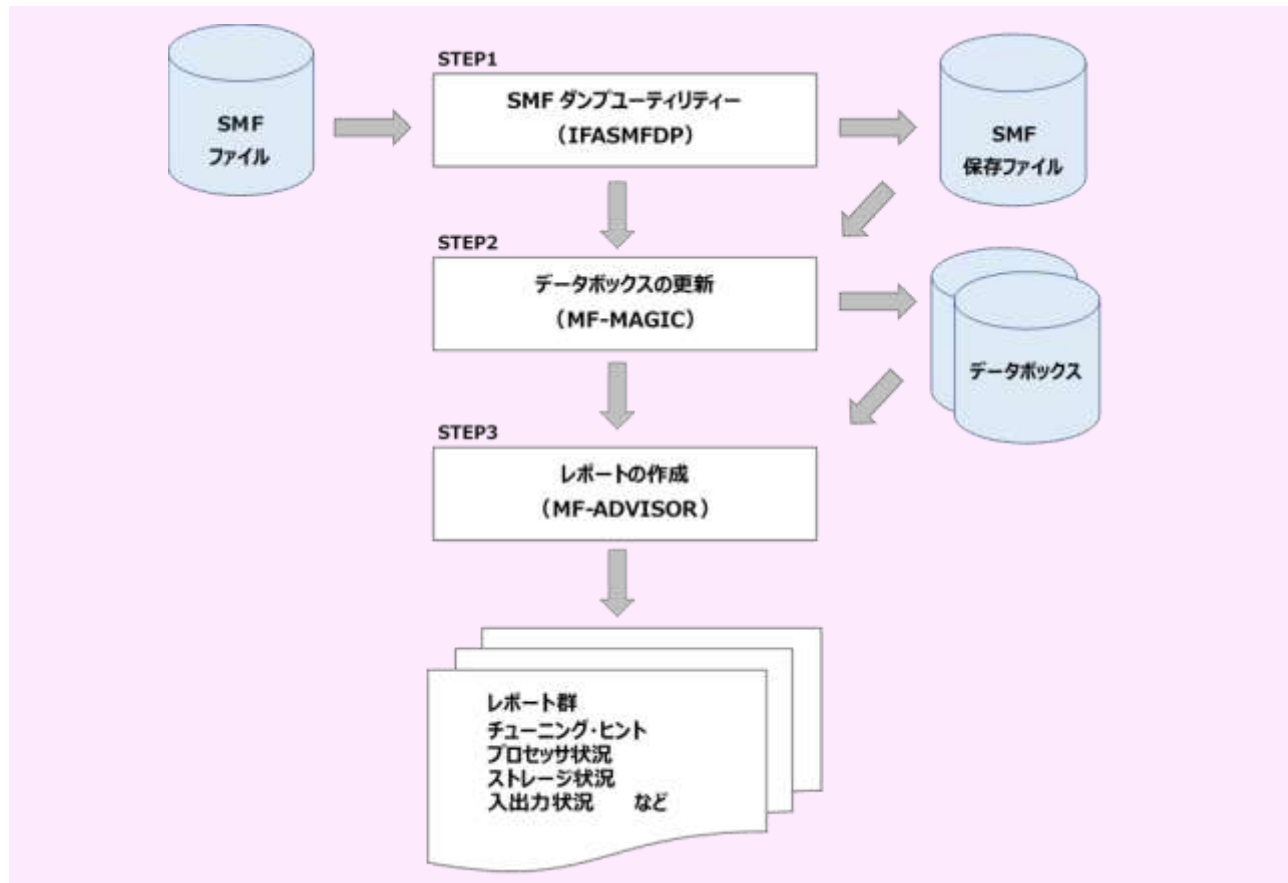 SMF
ファイル
STEP1
SMF ダンプユーティリティー
（IFASMFDP）
SMF
保存ファイル
STEP2
データボックスの更新
（MF-MAGIC）
データボックス
STEP3
レポートの作成
（MF-ADVISOR）
レポート群
チューニング・ヒント
プロセッサ状況
ストレージ状況
入出力状況　　など